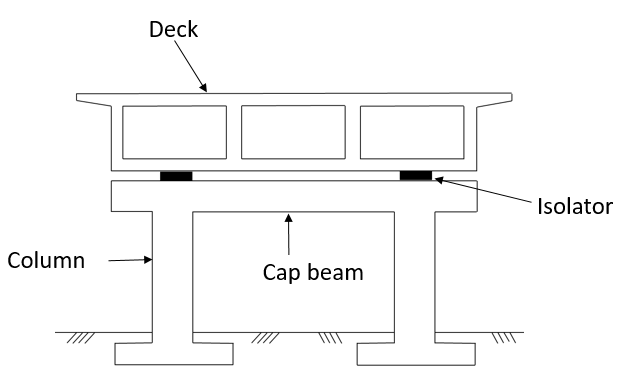 Deck
Isolator
Column
Cap beam